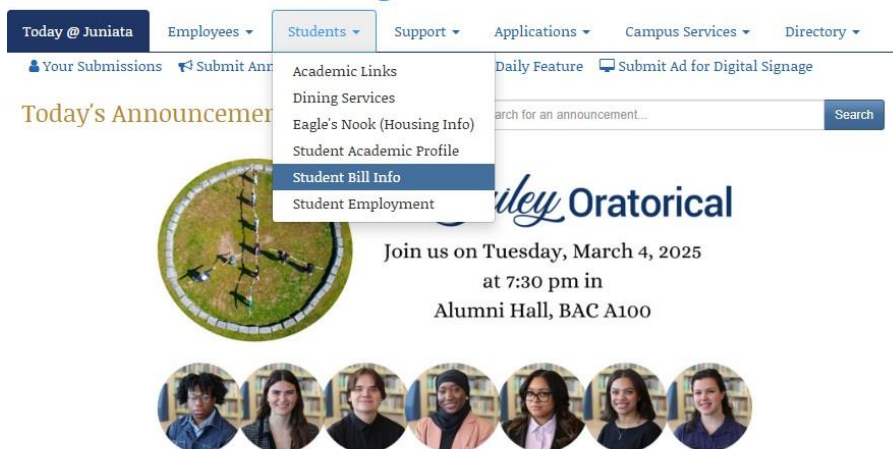 Today @ Juniata Employees Students Support Applications Campus Services Directory
Your Submissions Submit Daily Feature Submit Ad for Digital Signage
Academic Links
Dining Services
Today's for an announcement... Search
Eagle's Nook (Housing Info)
Student Academic Profile
Student Bill Info
Student Employment
Oratorical
Join us on Tuesday, March 4, 2025
at 7:30 pm in
Alumni Hall, BAC A100